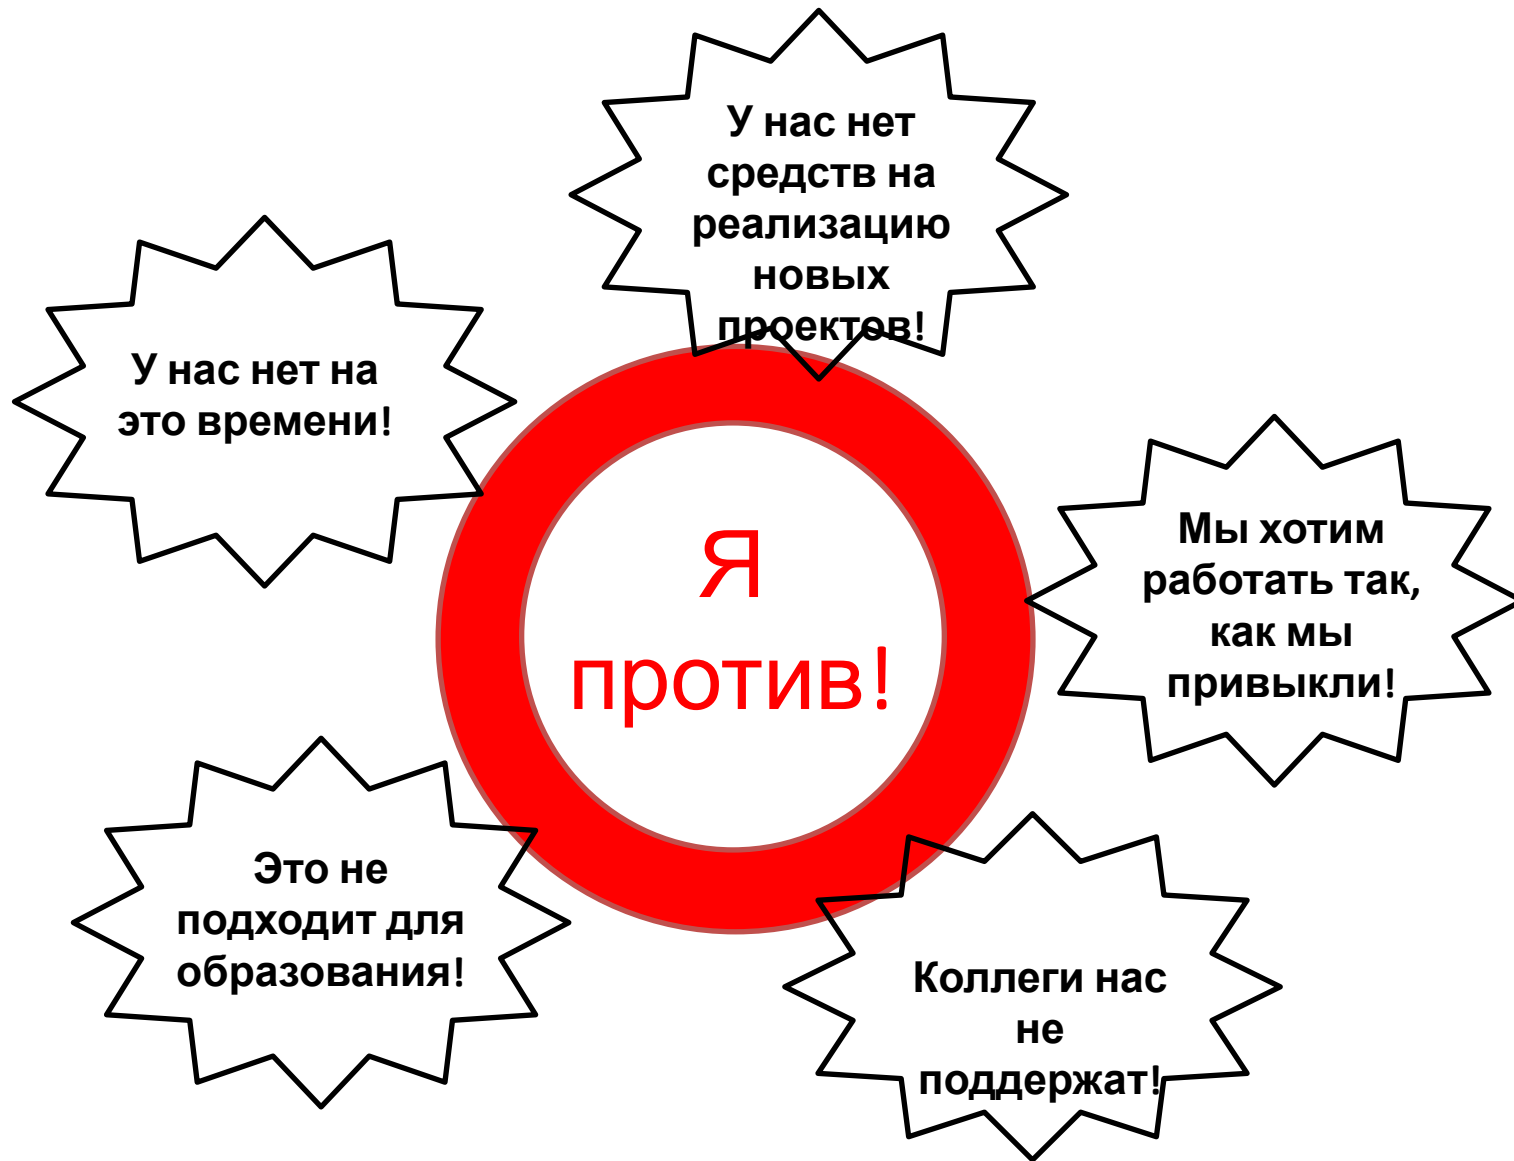 У нас нет
средств на
реализацию
новых
проектов!
У нас нет на
это времени!
Я
против!
Мы хотим
работать так,
как мы
привыкли!
Это не
подходит для
образования!
Коллеги нас
не
поддержат!